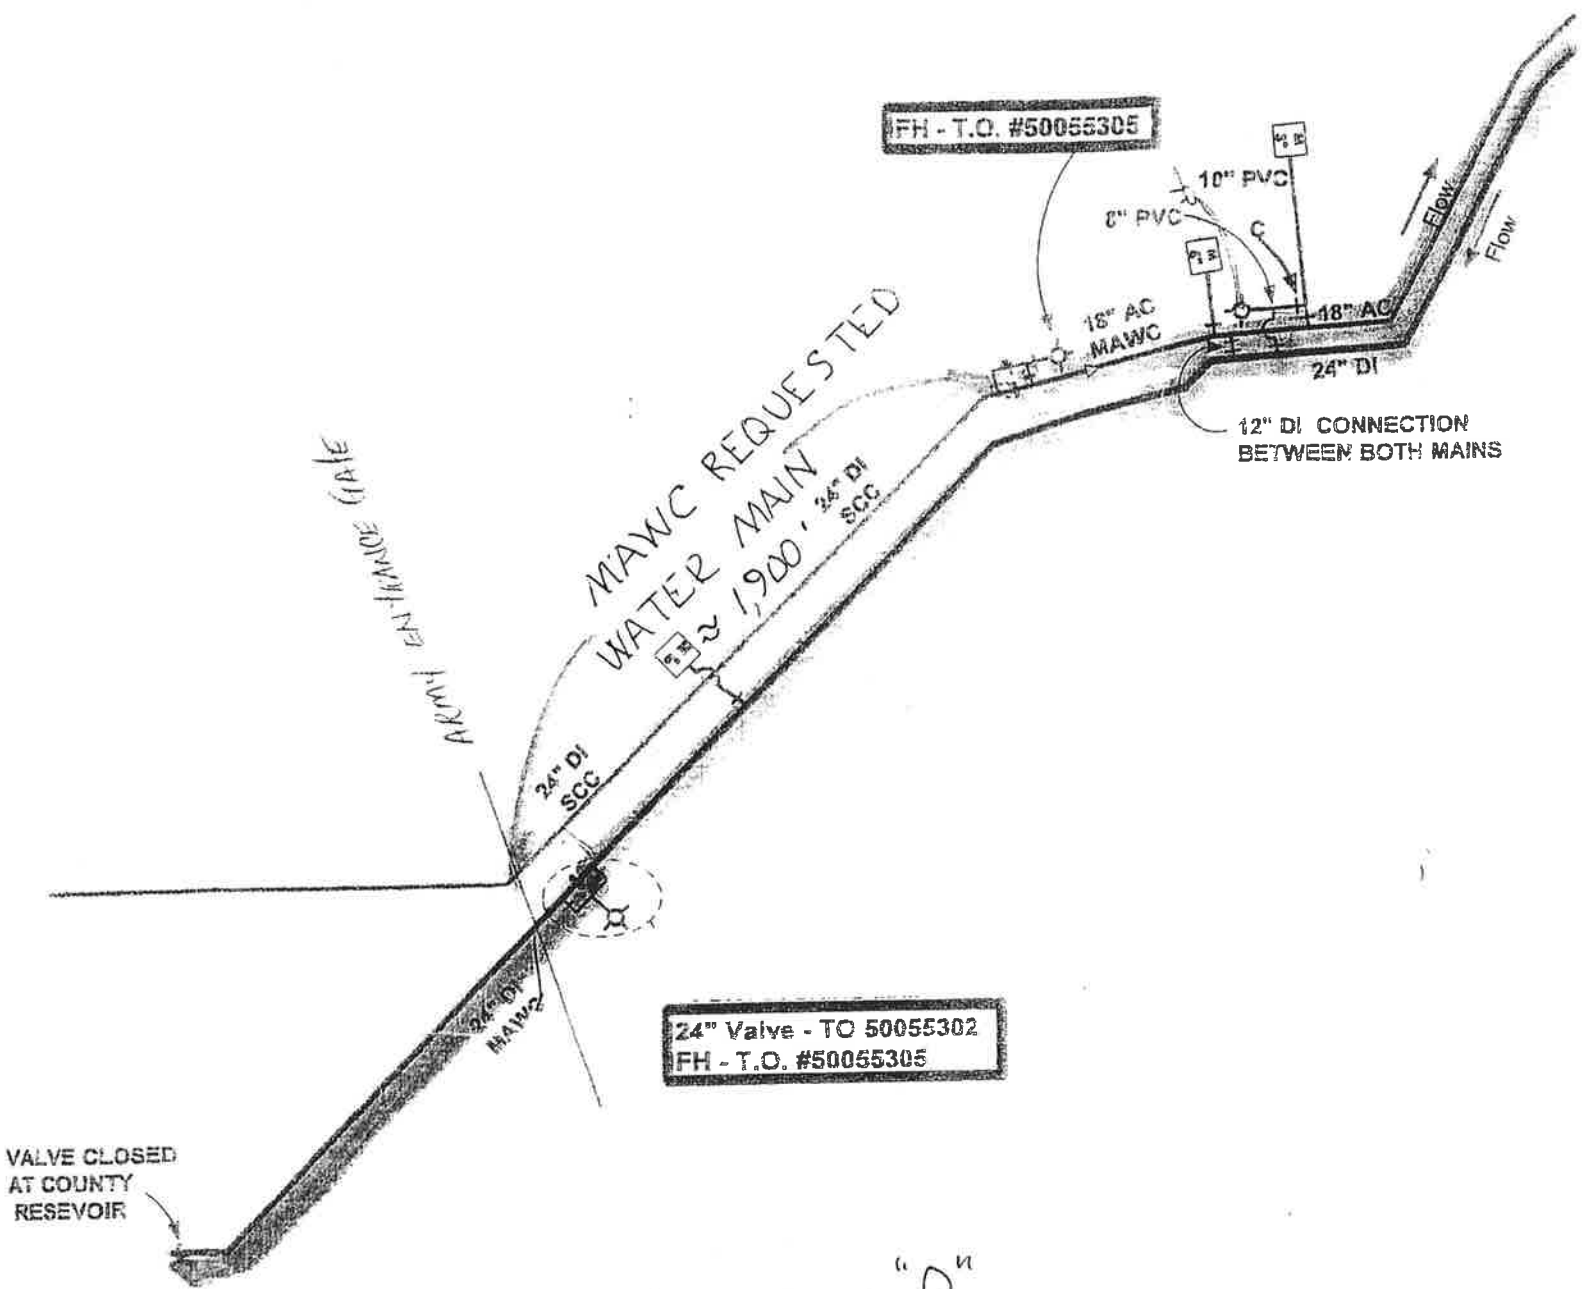 FH - T.O. #50055305
10" PVC
8" PVC
C
Flow
Flow
18" AC
MAWC
18" AC
24" DI
12" DI CONNECTION
BETWEEN BOTH MAINS
MAWC REQUESTED
WATER MAIN
≈ 1,900'
24" DI
SCC
ARMY ENTRANCE GATE
24" DI
SCC
24" DI
MAWC
24" Valve - TO 50055302
FH - T.O. #50055305
VALVE CLOSED
AT COUNTY
RESEVOIR